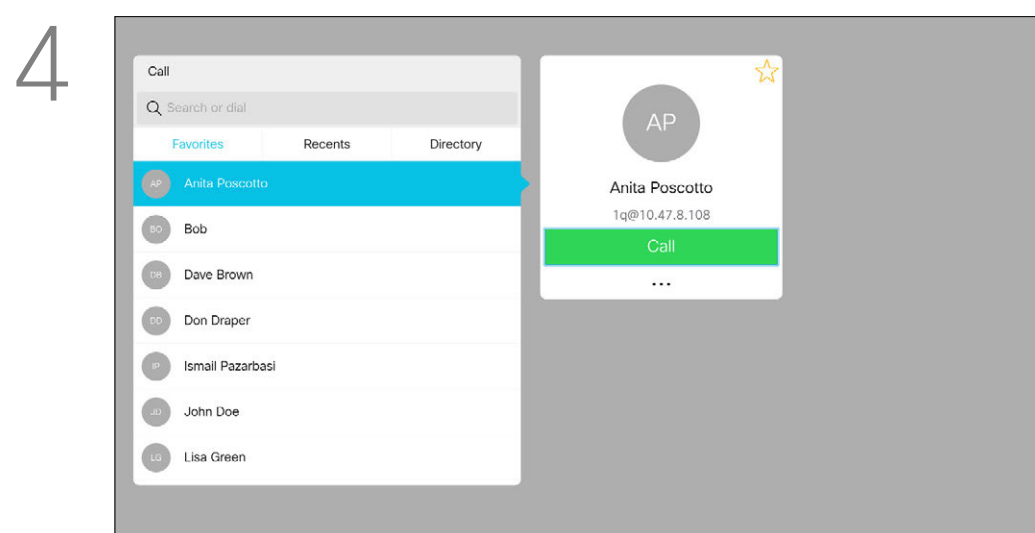 4
Call
Search or dial
Favorites Recents Directory
AP Anita Poscotto
BO Bob
DB Dave Brown
DD Don Draper
IP Ismail Pazarbasi
JD John Doe
LG Lisa Green
AP
Anita Poscotto
1q@10.47.8.108
Call
...